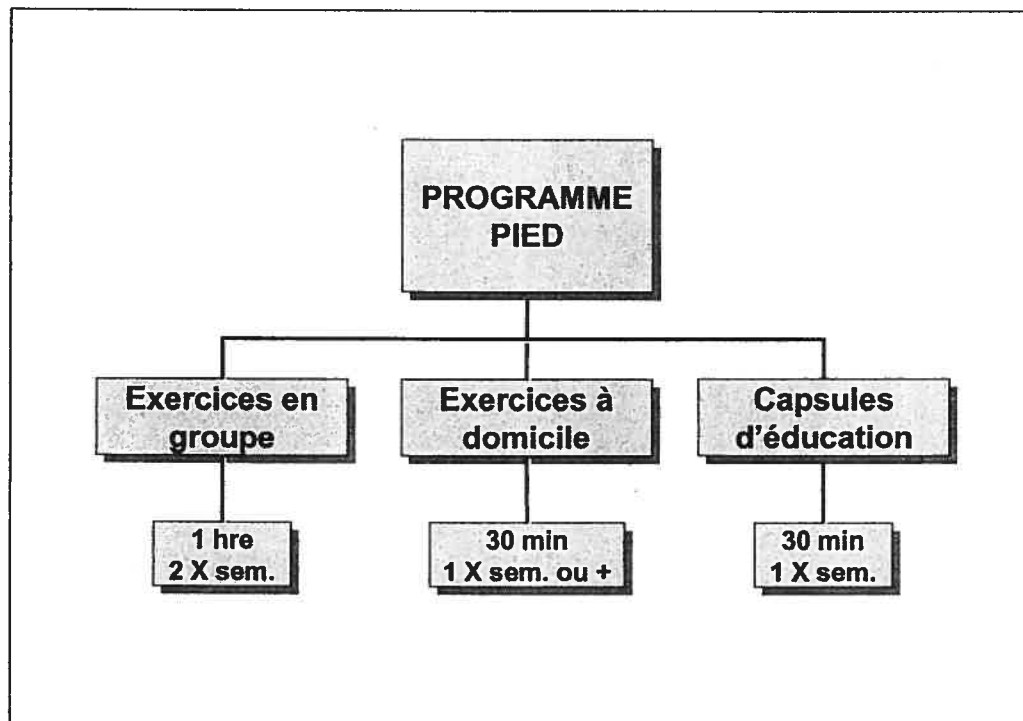 PROGRAMME
PIED
Exercices en
groupe
Exercices à
domicile
Capsules
d'éducation
1 hre
2 X sem.
30 min
1 X sem. ou +
30 min
1 X sem.